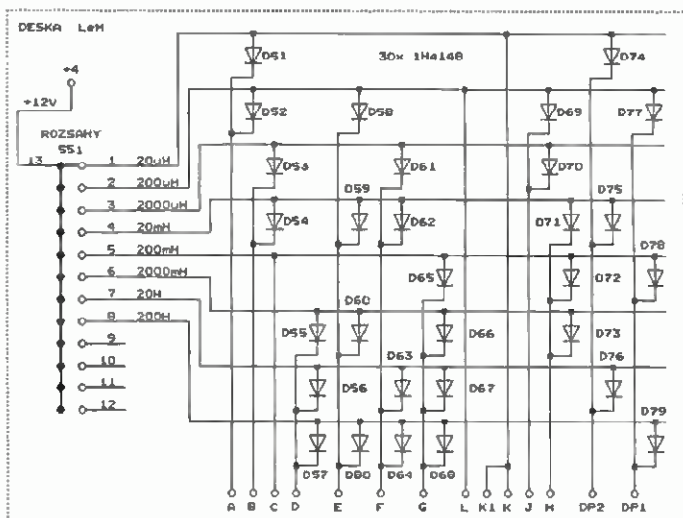 DESKA LeM
*4
+12V
ROZSAHY
S51
13
1 20uH
2 200uH
3 2000uH
4 20mH
5 200mH
6 2000mH
7 20H
8 200H
9
10
11
12
30x 1N4148
D51 D74
D52 D58 D69 D77
D53 D61 D70
D59 D75
D54 D62 D71
D78
D65 D72
D60
D55 D66 D73
D63 D76
D56 D67
D79
D57 D80 D64 D68
A B C D E F G L K1 K J H DP2 DP1